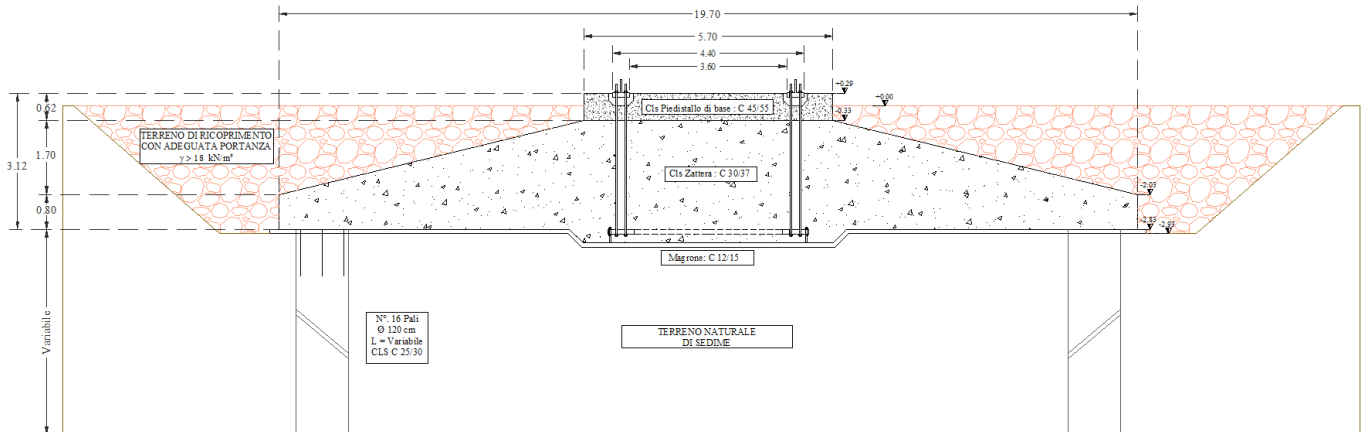 19.70
5.70
4.40
3.60
+0.29
+0.00
0.62
Cls Piedistallo di base : C 45/55
-0.33
TERRENO DI RICOPRIMENTO
CON ADEGUATA PORTANZA
γ > 18 kN/m³
3.12
1.70
Cls Zattera : C 30/37
-2.03
0.80
-2.83
-2.93
Magrone: C 12/15
Variabile
N°. 16 Pali
Ø 120 cm
L = Variabile
CLS C 25/30
TERRENO NATURALE
DI SEDIME